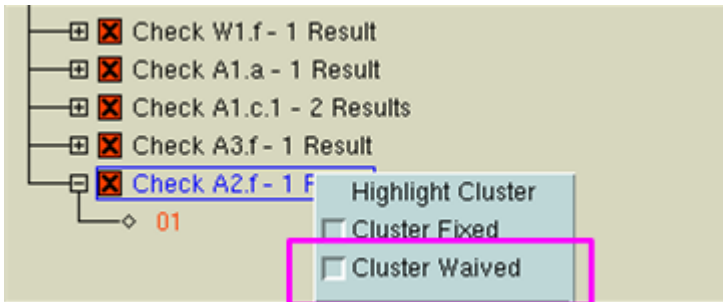 Check W1.f - 1 Result
Check A1.a - 1 Result
Check A1.c.1 - 2 Results
Check A3.f - 1 Result
Check A2.f - 1
Highlight Cluster
Cluster Fixed
01
Cluster Waived